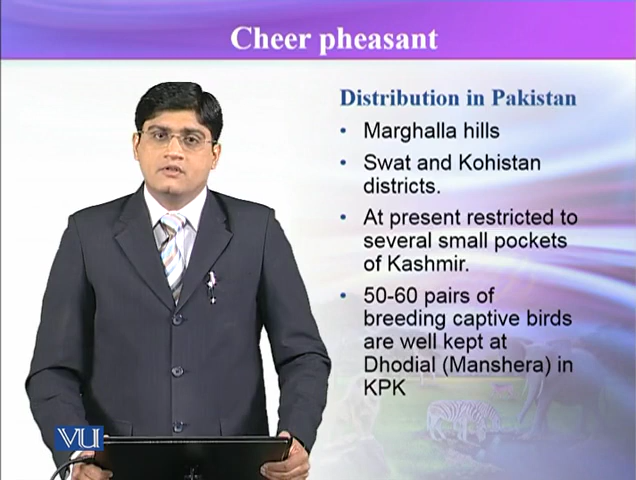 Cheer pheasant
Distribution in Pakistan
• Marghalla hills
• Swat and Kohistan
districts.
• At present restricted to
several small pockets
of Kashmir.
• 50-60 pairs of
breeding captive birds
are well kept at
Dhodial (Manshera) in
KPK
VU